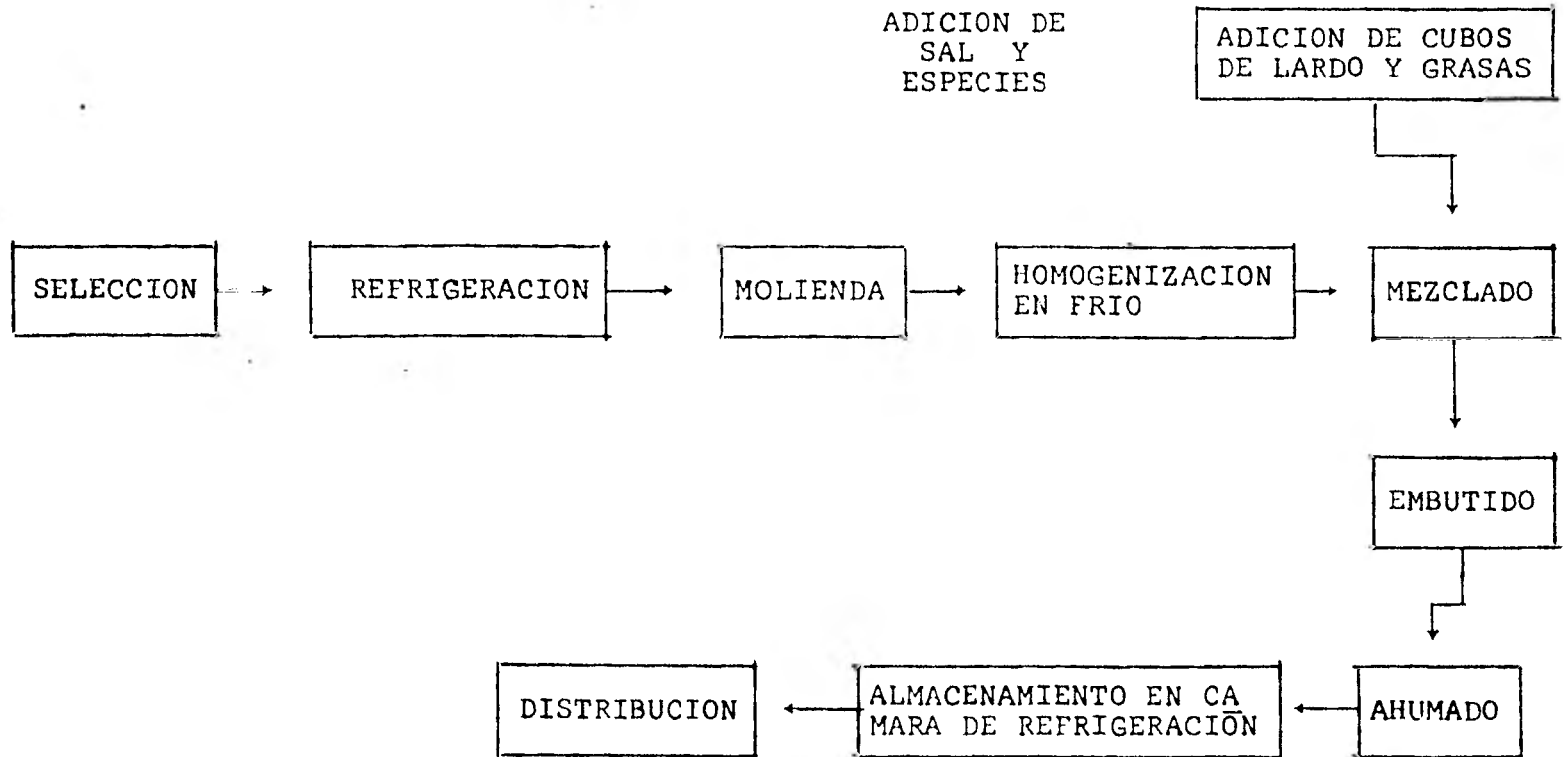 ADICION DE
SAL Y
ESPECIES
ADICION DE CUBOS
DE LARDO Y GRASAS
SELECCION
REFRIGERACION
MOLIENDA
HOMOGENIZACION
EN FRIO
MEZCLADO
EMBUTIDO
AHUMADO
ALMACENAMIENTO EN CA
MARA DE REFRIGERACIÓN
DISTRIBUCION